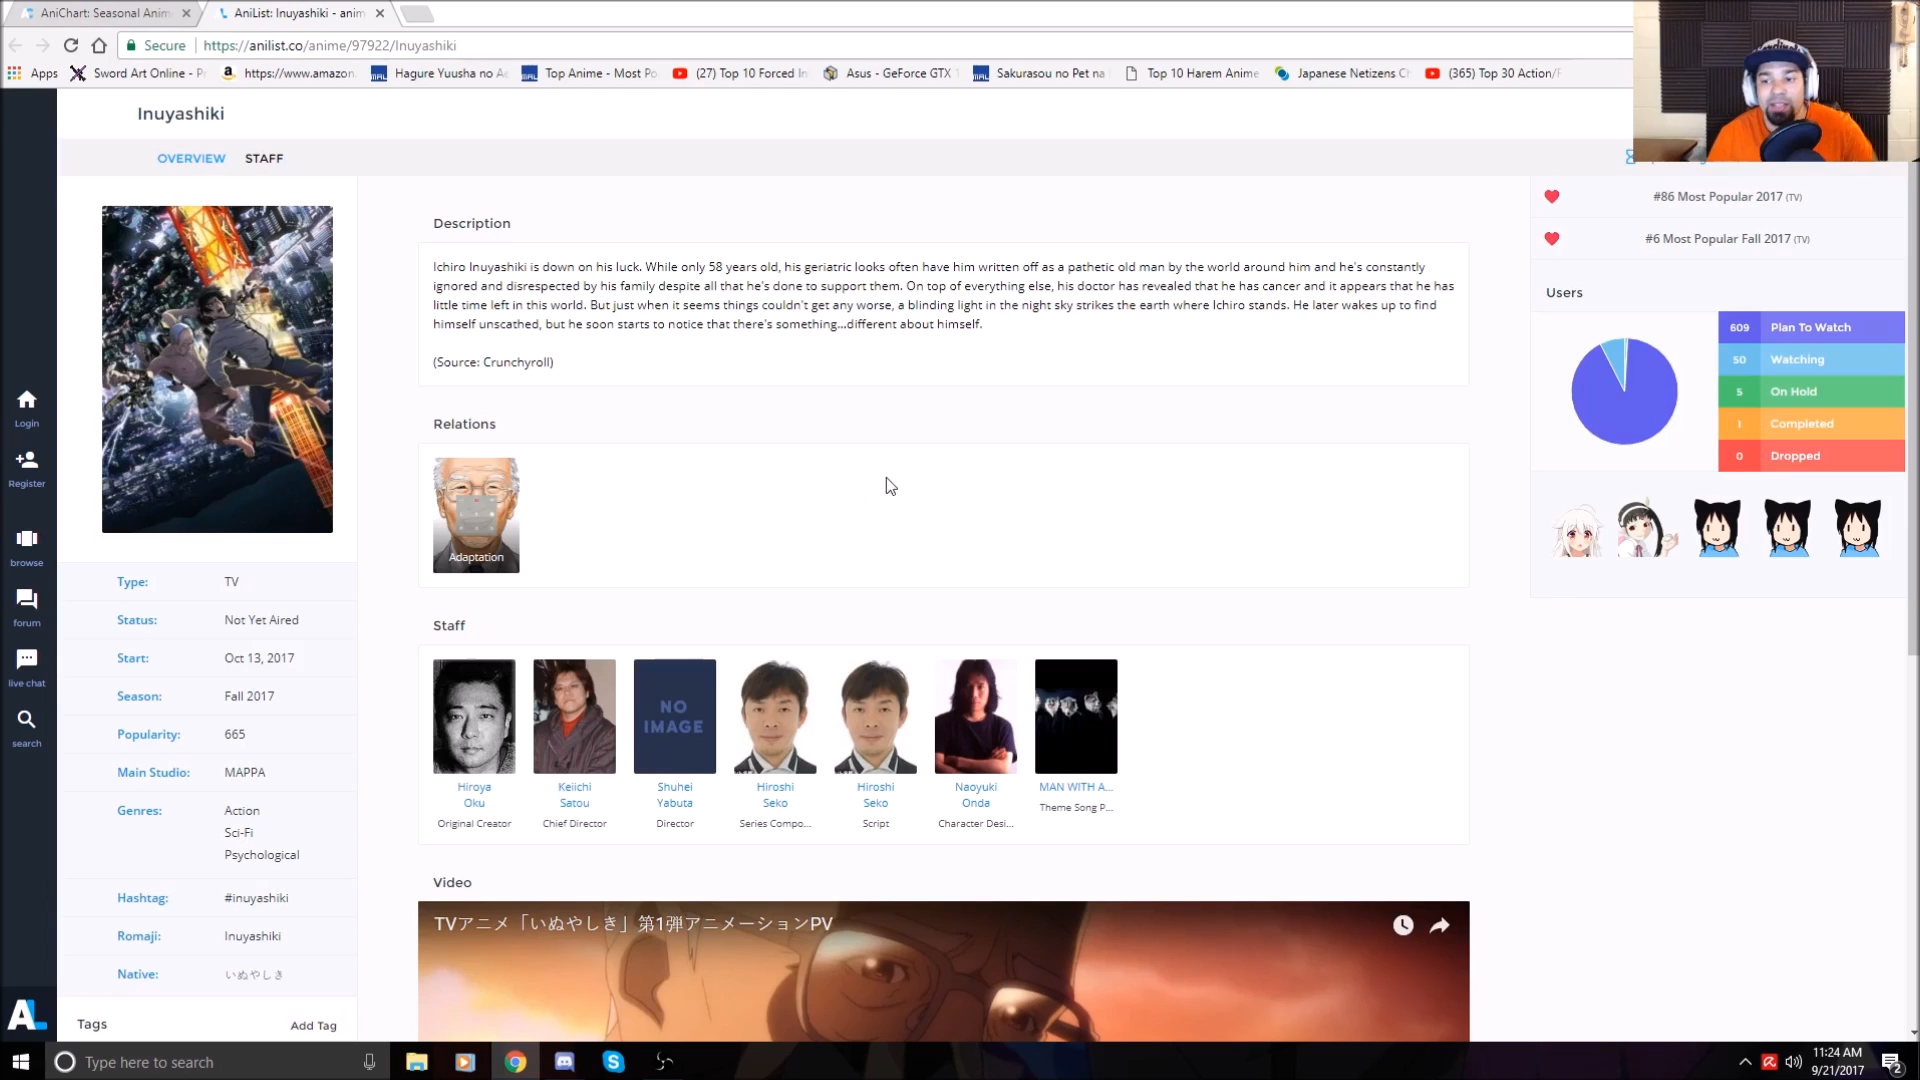 AniChart: Seasonal Anim
AniList: Inuyashiki - anim
Secure
https://anilist.co/anime/97922/Inuyashiki
Apps
Sword Art Online - Pr
https://www.amazon.
Hagure Yuusha no Ae
Top Anime - Most Po
(27) Top 10 Forced In
Asus - GeForce GTX 1
Sakurasou no Pet na
Top 10 Harem Anime
Japanese Netizens Ch
(365) Top 30 Action/F
Inuyashiki
OVERVIEW
STAFF
#86 Most Popular 2017 (TV)
#6 Most Popular Fall 2017 (TV)
Description
Ichiro Inuyashiki is down on his luck. While only 58 years old, his geriatric looks often have him written off as a pathetic old man by the world around him and he's constantly
ignored and disrespected by his family despite all that he's done to support them. On top of everything else, his doctor has revealed that he has cancer and it appears that he has
little time left in this world. But just when it seems things couldn't get any worse, a blinding light in the night sky strikes the earth where Ichiro stands. He later wakes up to find
himself unscathed, but he soon starts to notice that there's something...different about himself.
(Source: Crunchyroll)
Users
609 Plan To Watch
50 Watching
5 On Hold
1 Completed
0 Dropped
Relations
Adaptation
Login
Register
browse
forum
live chat
search
Type: TV
Status: Not Yet Aired
Start: Oct 13, 2017
Season: Fall 2017
Popularity: 665
Main Studio: MAPPA
Genres: Action
Sci-Fi
Psychological
Hashtag: #inuyashiki
Romaji: Inuyashiki
Native: いぬやしき
Tags
Add Tag
Staff
NO
IMAGE
Hiroya
Oku
Original Creator
Keiichi
Satou
Chief Director
Shuhei
Yabuta
Director
Hiroshi
Seko
Series Compo...
Hiroshi
Seko
Script
Naoyuki
Onda
Character Desi...
MAN WITH A...
Theme Song P...
Video
TVアニメ「いぬやしき」第1弾アニメーションPV
AL
Type here to search
11:24 AM
9/21/2017
2